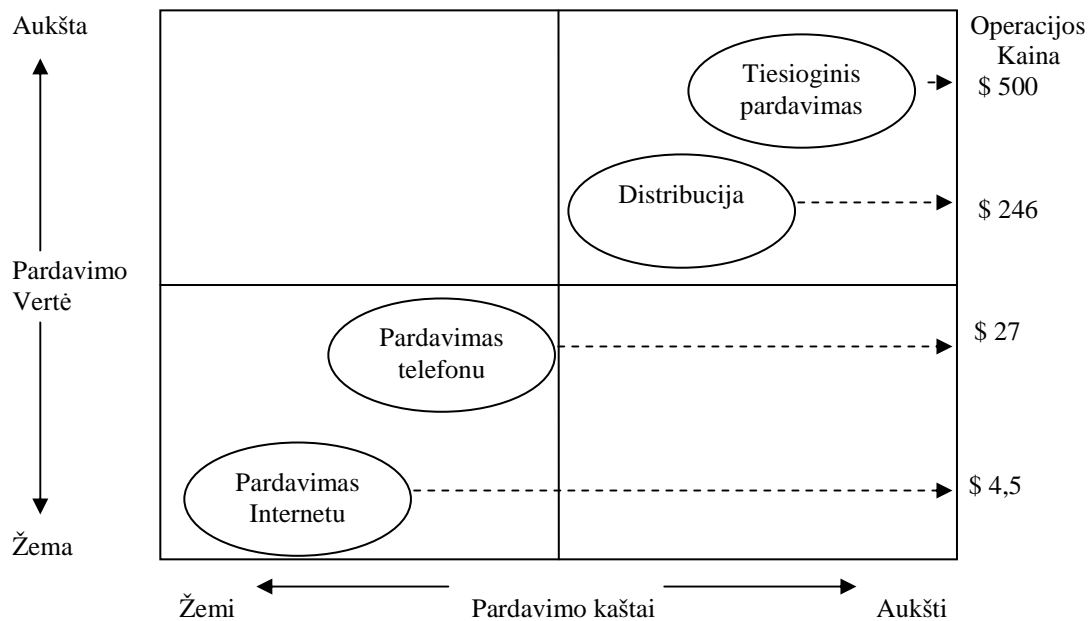 Aukšta
Operacijos
Kaina
Tiesioginis
pardavimas
$ 500
Distribucija
$ 246
Pardavimo
Vertė
Pardavimas
telefonu
$ 27
Pardavimas
Internetu
$ 4,5
Žema
Žemi
Pardavimo kaštai
Aukšti